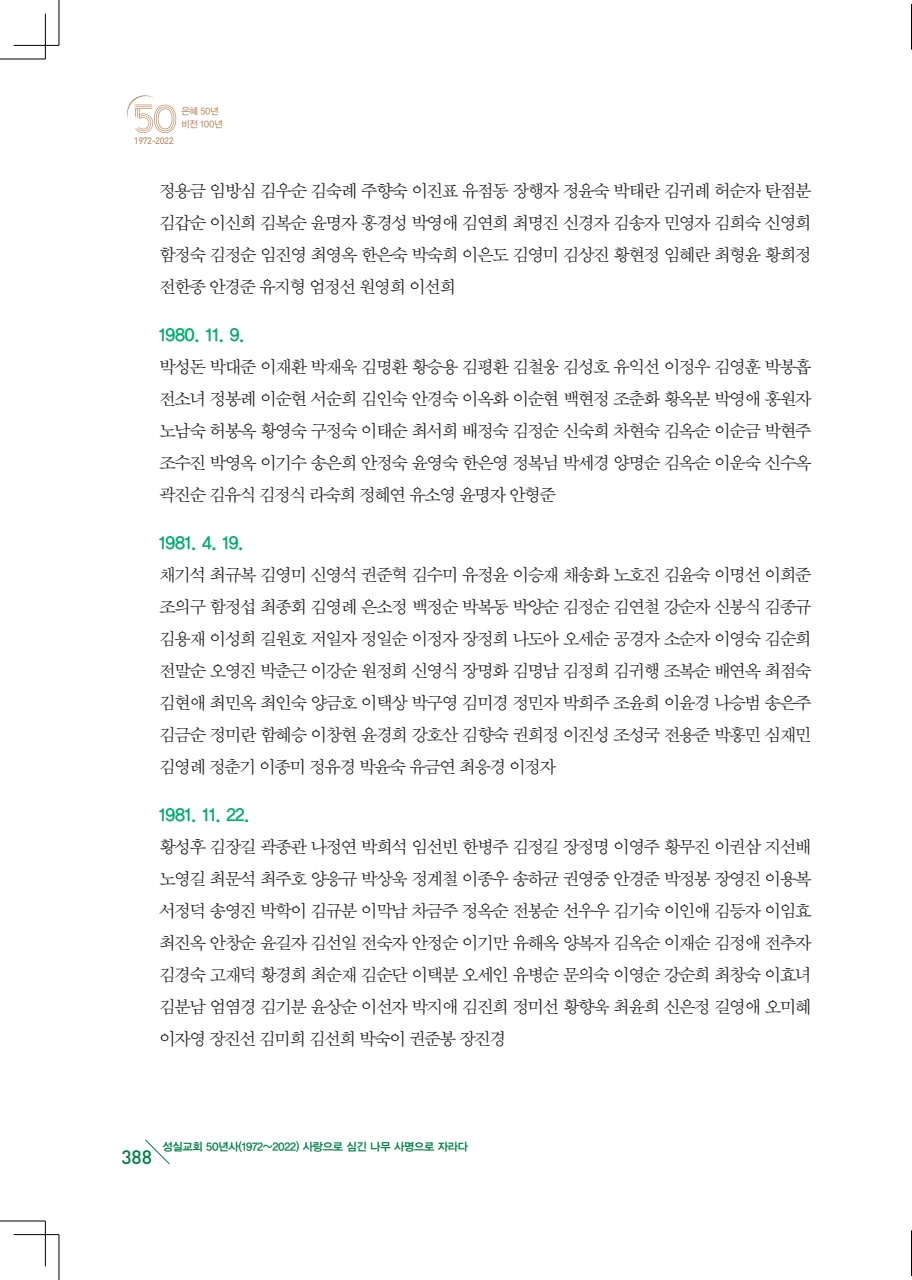 50
은혜 50년
비전 100년
1972-2022
정용금 임방심 김우순 김숙례 주향숙 이진표 유점동 장행자 정윤숙 박태란 김귀례 허순자 탄점분
김갑순 이신희 김복순 윤명자 홍경성 박영애 김연희 최명진 신경자 김송자 민영자 김희숙 신영희
함정숙 김정순 임진영 최영옥 한은숙 박숙희 이은도 김영미 김상진 황현정 임혜란 최형윤 황희정
전한종 안경준 유지형 엄정선 원영희 이선희
1980. 11. 9.
박성돈 박대준 이재환 박재욱 김명환 황승용 김평환 김철웅 김성호 유익선 이정우 김영훈 박봉흡
전소녀 정봉례 이순현 서순희 김인숙 안경숙 이옥화 이순현 백현정 조춘화 황옥분 박영애 홍원자
노남숙 허봉옥 황영숙 구정숙 이태순 최서희 배정숙 김정순 신숙희 차현숙 김옥순 이순금 박현주
조수진 박영옥 이기수 송은희 안정숙 윤영숙 한은영 정복님 박세경 양명순 김옥순 이운숙 신수옥
곽진순 김유식 김정식 라숙희 정혜연 유소영 윤명자 안형준
1981. 4. 19.
채기석 최규복 김영미 신영석 권준혁 김수미 유정윤 이승재 채송화 노호진 김윤숙 이명선 이희준
조의구 함정섭 최종회 김영례 은소정 백정순 박복동 박양순 김정순 김연철 강순자 신봉식 김종규
김용재 이성희 길원호 저일자 정일순 이정자 장정희 나도아 오세순 공경자 소순자 이영숙 김순희
전말순 오영진 박춘근 이강순 원정희 신영식 장명화 김명남 김정희 김귀행 조복순 배연옥 최점숙
김현애 최민옥 최인숙 양금호 이택상 박구영 김미경 정민자 박희주 조윤희 이윤경 나승범 송은주
김금순 정미란 함혜승 이창현 윤경희 강호산 김향숙 권희정 이진성 조성국 전용준 박홍민 심재민
김영례 정춘기 이종미 정유경 박윤숙 유금연 최응경 이정자
1981. 11. 22.
황성후 김장길 곽종관 나정연 박희석 임선빈 한병주 김정길 장정명 이영주 황무진 이권삼 지선배
노영길 최문석 최주호 양응규 박상욱 정계철 이종우 송하균 권영중 안경준 박정봉 장영진 이용복
서정덕 송영진 박학이 김규분 이막남 차금주 정옥순 전봉순 선우우 김기숙 이인애 김등자 이임효
최진옥 안창순 윤길자 김선일 전숙자 안정순 이기만 유해옥 양복자 김옥순 이재순 김정애 전추자
김경숙 고재덕 황경희 최순재 김순단 이택분 오세인 유병순 문의숙 이영순 강순희 최창숙 이효녀
김분남 엄염경 김기분 윤상순 이선자 박지애 김진희 정미선 황향욱 최윤희 신은정 길영애 오미혜
이자영 장진선 김미희 김선희 박숙이 권준봉 장진경
388 성실교회 50년사(1972~2022) 사랑으로 심긴 나무 사명으로 자라다